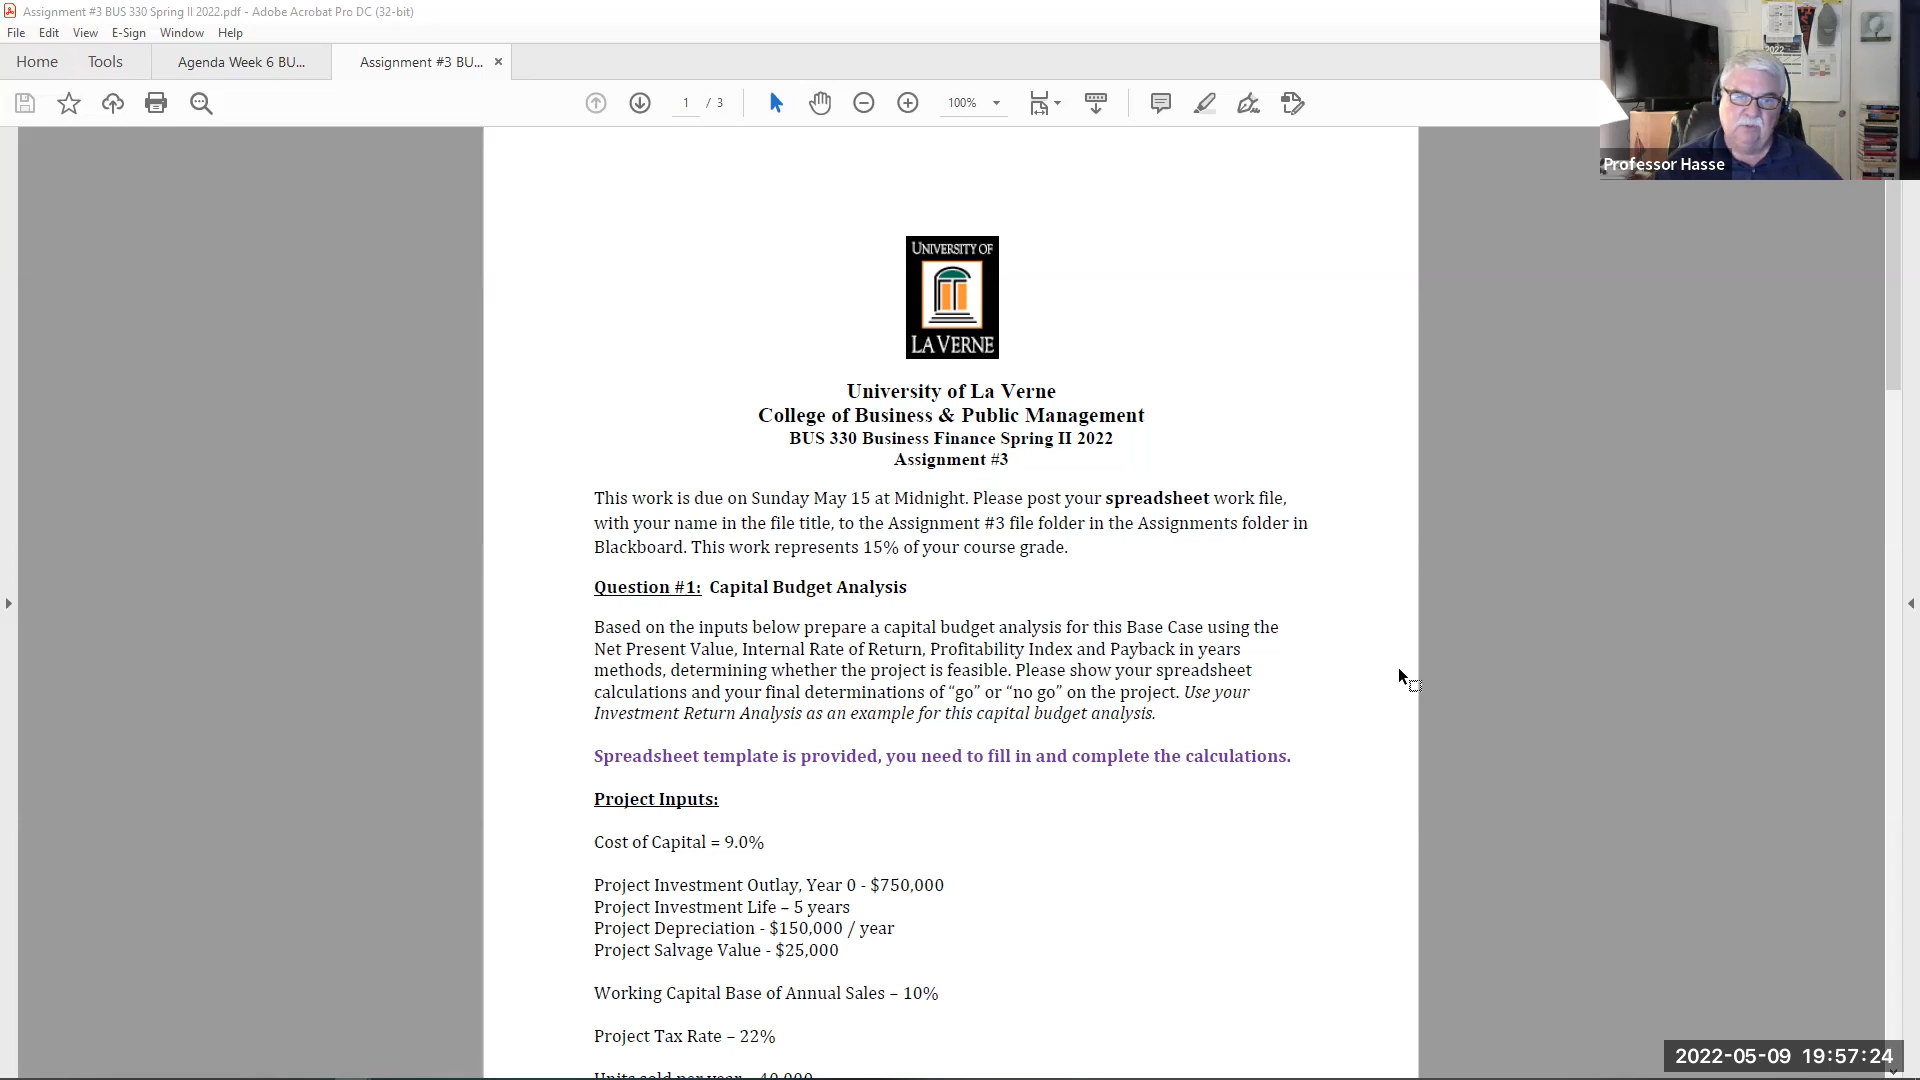 Assignment #3 BUS 330 Spring II 2022.pdf - Adobe Acrobat Pro DC (32-bit)
File Edit View E-Sign Window Help
Home Tools Agenda Week 6 BU... Assignment #3 BU... ×
1 / 3 100%
2022
Professor Hasse
UNIVERSITY OF
LA VERNE
University of La Verne
College of Business & Public Management
BUS 330 Business Finance Spring II 2022
Assignment #3
This work is due on Sunday May 15 at Midnight. Please post your spreadsheet work file,
with your name in the file title, to the Assignment #3 file folder in the Assignments folder in
Blackboard. This work represents 15% of your course grade.
Question #1: Capital Budget Analysis
Based on the inputs below prepare a capital budget analysis for this Base Case using the
Net Present Value, Internal Rate of Return, Profitability Index and Payback in years
methods, determining whether the project is feasible. Please show your spreadsheet
calculations and your final determinations of “go” or “no go” on the project. Use your
Investment Return Analysis as an example for this capital budget analysis.
Spreadsheet template is provided, you need to fill in and complete the calculations.
Project Inputs:
Cost of Capital = 9.0%
Project Investment Outlay, Year 0 - $750,000
Project Investment Life – 5 years
Project Depreciation - $150,000 / year
Project Salvage Value - $25,000
Working Capital Base of Annual Sales – 10%
Project Tax Rate – 22%
Units sold per year – 40,000
2022-05-09 19:57:24